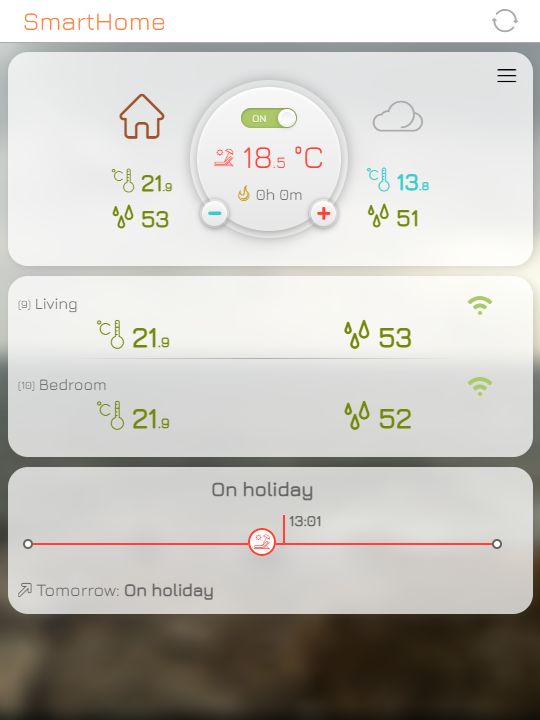 SmartHome
ON
18.5 °C
0h 0m
°C 21.9
53
°C 13.8
51
(9) Living
°C 21.9
53
(10) Bedroom
°C 21.9
52
On holiday
13:01
Tomorrow: On holiday